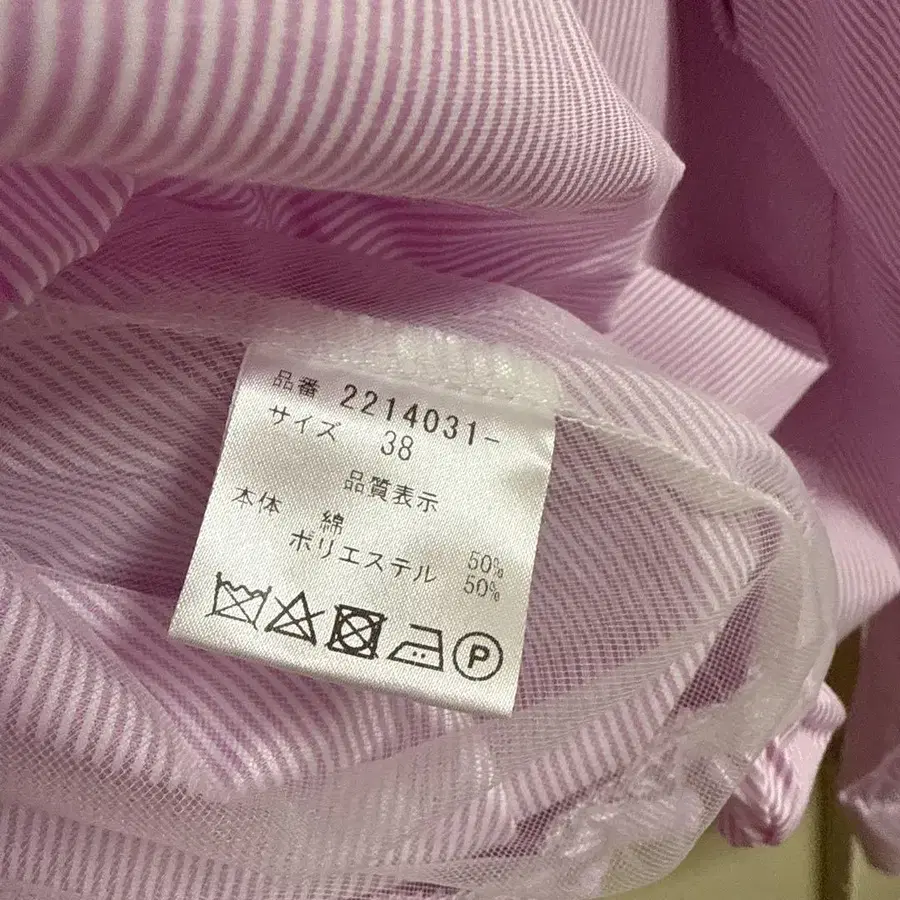 品番 2214031-
サイズ 38
品質表示
本体 綿 50%
ポリエステル 50%
P